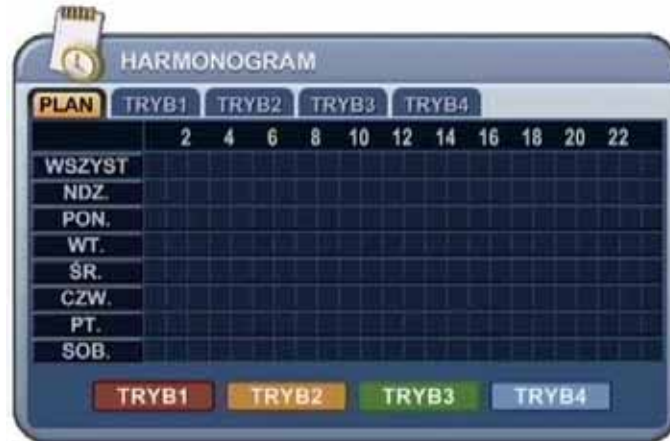 HARMONOGRAM
PLAN TRYB1 TRYB2 TRYB3 TRYB4
2 4 6 8 10 12 14 16 18 20 22
WSZYST
NDZ.
PON.
WT.
ŚR.
CZW.
PT.
SOB.
TRYB1 TRYB2 TRYB3 TRYB4